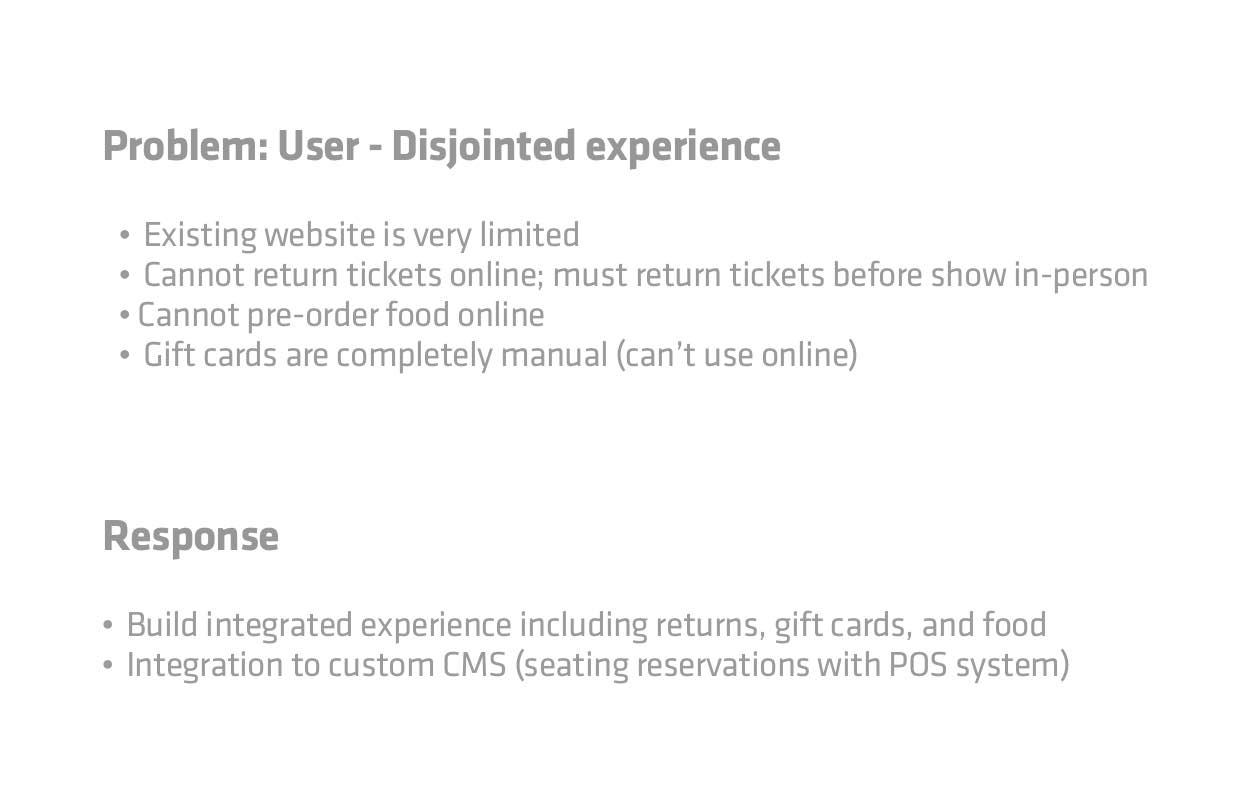 Problem: User - Disjointed experience
• Existing website is very limited
• Cannot return tickets online; must return tickets before show in-person
• Cannot pre-order food online
• Gift cards are completely manual (can’t use online)
Response
• Build integrated experience including returns, gift cards, and food
• Integration to custom CMS (seating reservations with POS system)